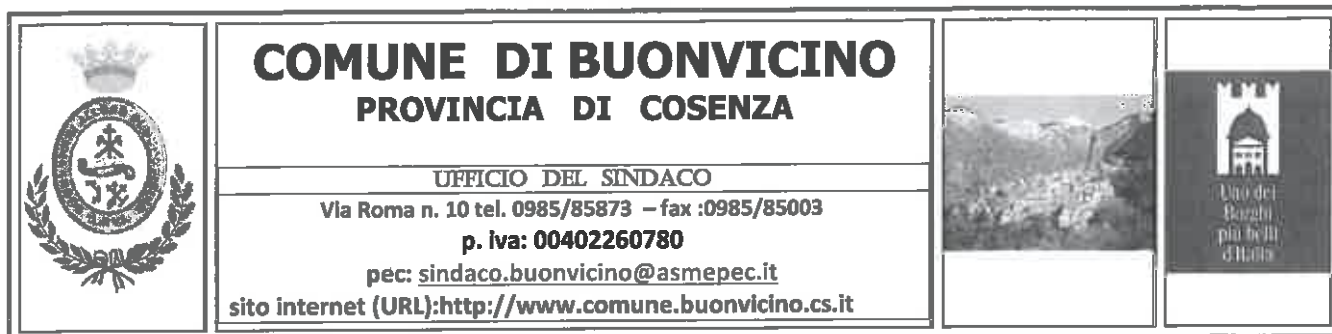 COMUNE DI BUONVICINO
PROVINCIA DI COSENZA
UFFICIO DEL SINDACO
Via Roma n. 10 tel. 0985/85873 – fax :0985/85003
p. iva: 00402260780
pec: sindaco.buonvicino@asmepec.it
sito internet (URL):http://www.comune.buonvicino.cs.it
Uno dei
Borghi
più belli
d'Italia